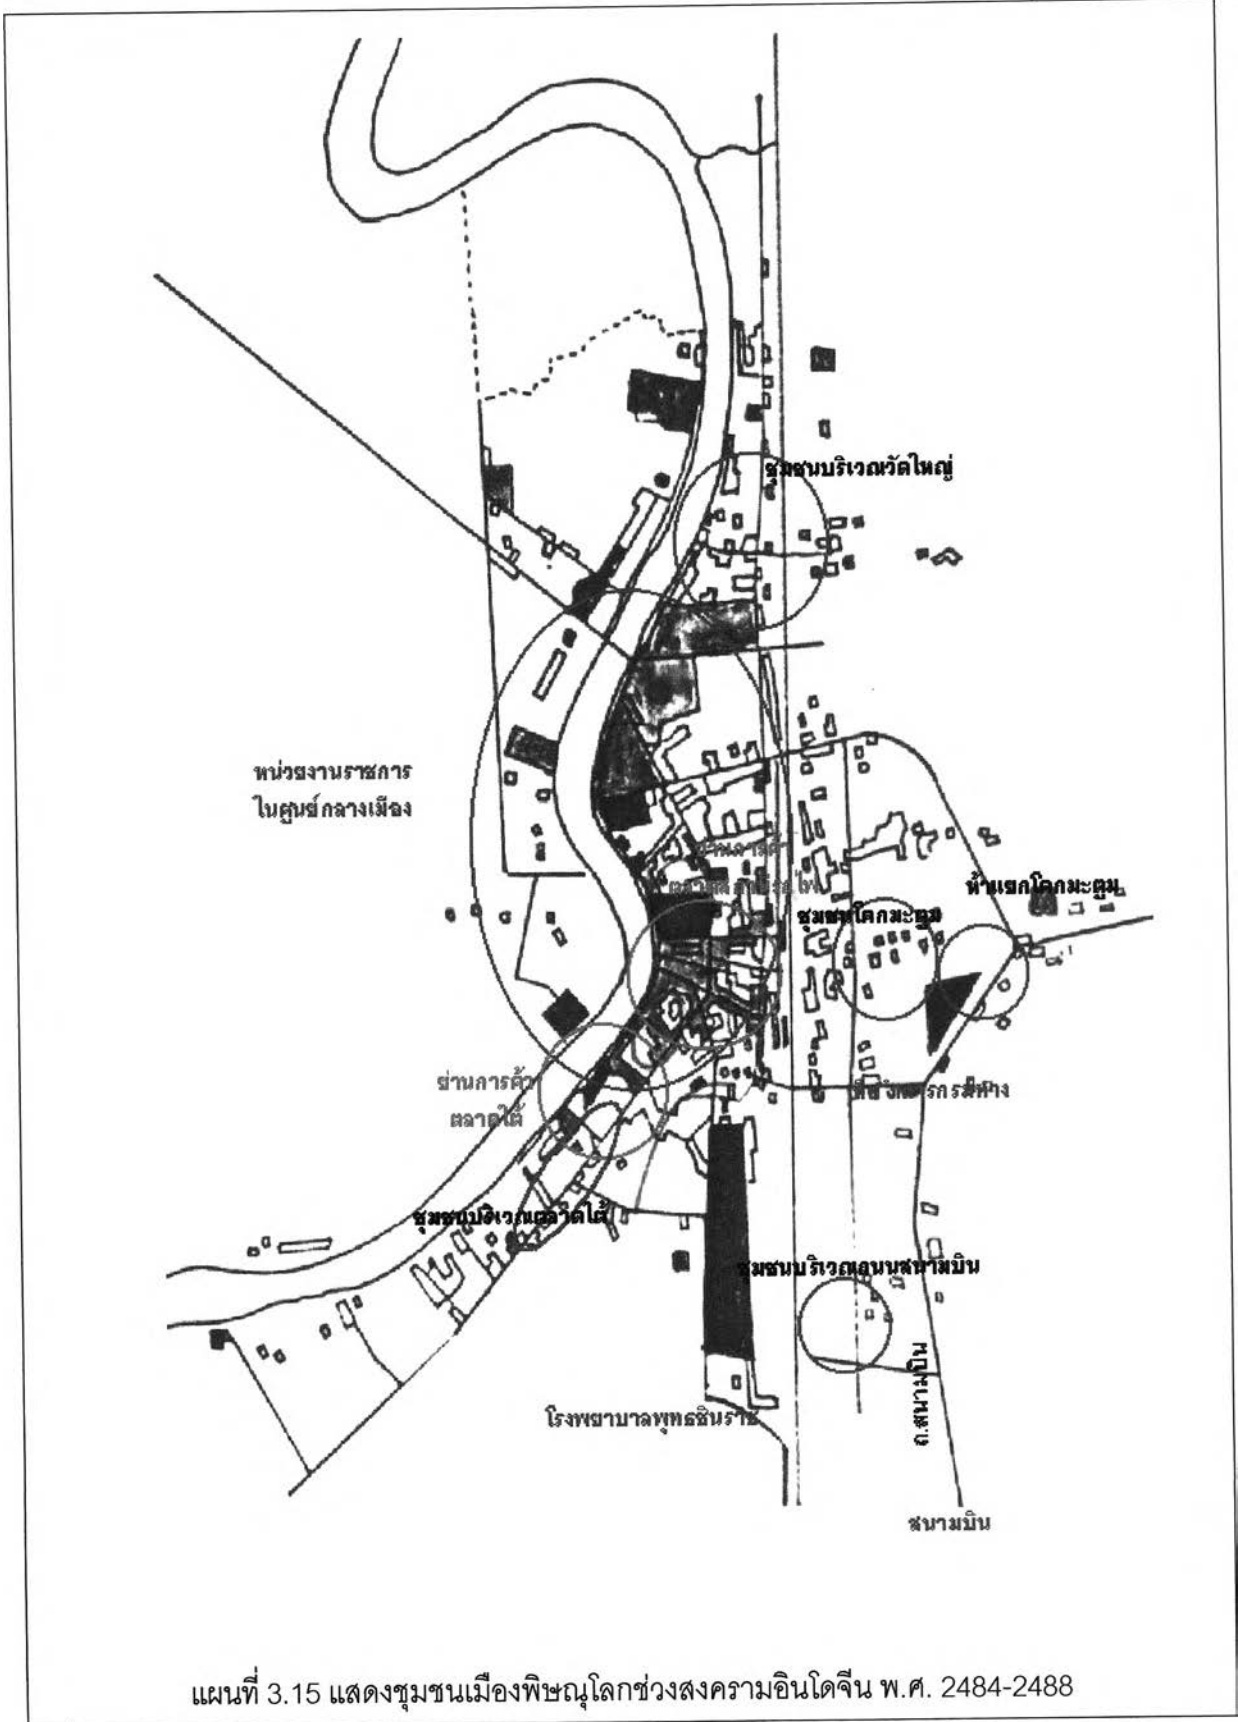 ชุมชนบริเวณวัดใหญ่
หน่วยงานราชการ
ในศูนย์กลางเมือง
ย่านการค้า
ห้าแยกโคกมะตูม
ชุมชนโคกมะตูม
ย่านการค้า
ตลาดใต้
ชุมชนบริเวณตลาดใต้
ชุมชนบริเวณถนนสนามบิน
ถ.สนามบิน
โรงพยาบาลพุทธชินราช
สนามบิน
แผนที่ 3.15 แสดงชุมชนเมืองพิษณุโลกช่วงสงครามอินโดจีน พ.ศ. 2484-2488